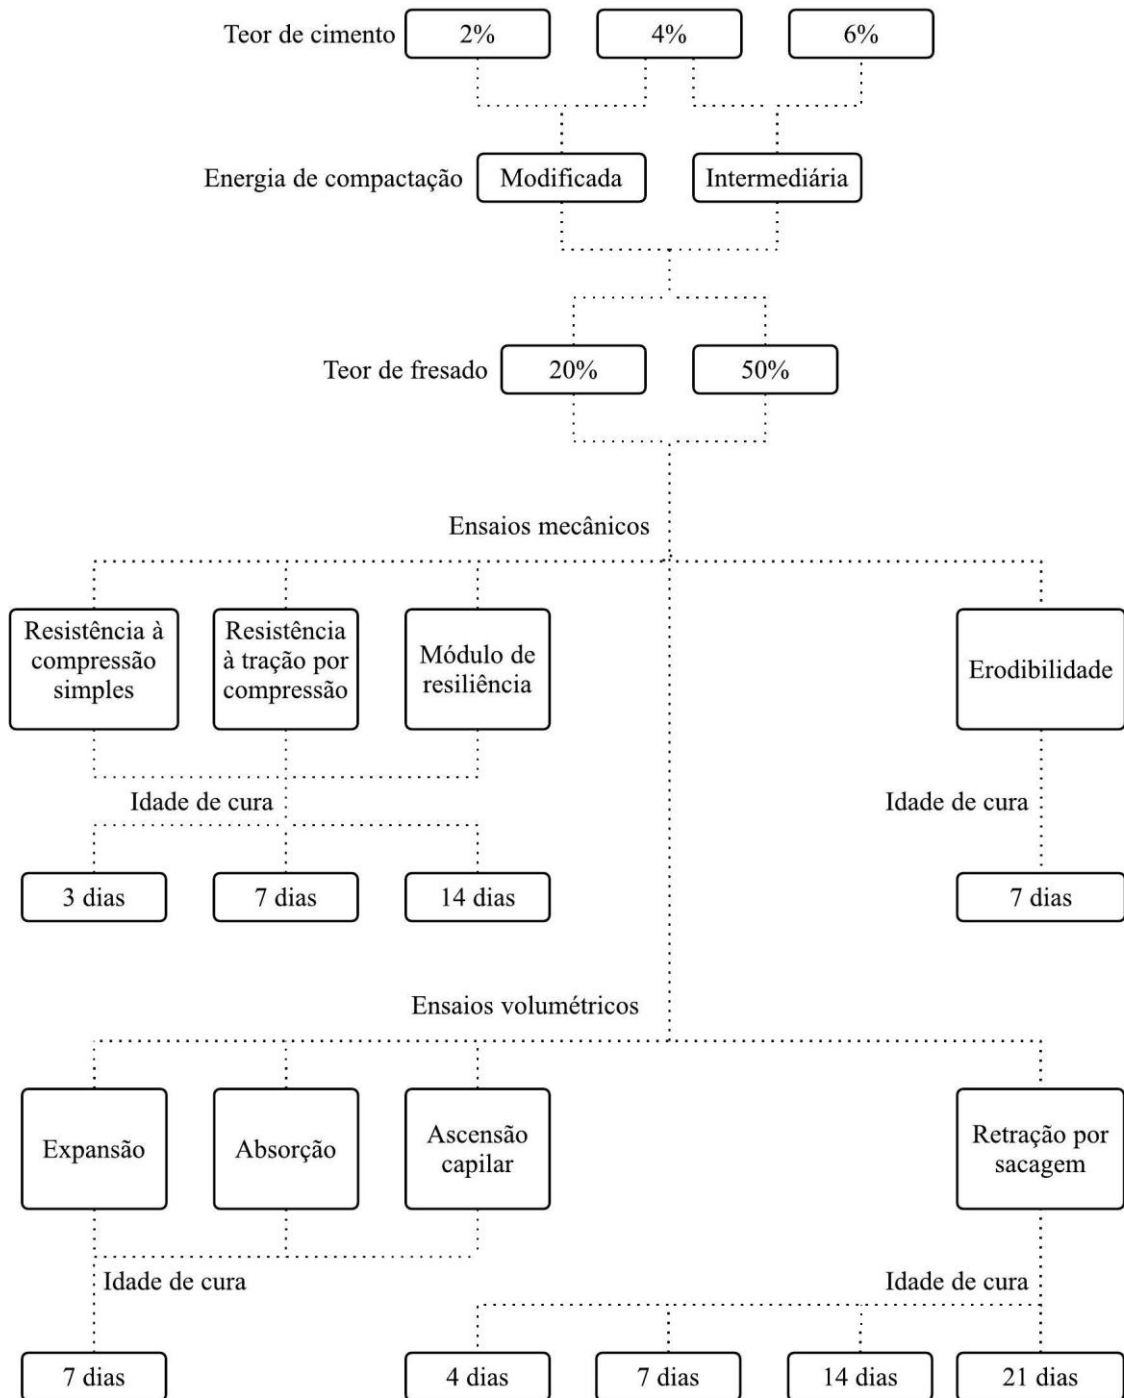 Teor de cimento 2% 4% 6%
Energia de compactação Modificada Intermediária
Teor de fresado 20% 50%
Ensaios mecânicos
Resistência à
compressão
simples
Resistência
à tração por
compressão
Módulo de
resiliência
Erodibilidade
Idade de cura
Idade de cura
3 dias 7 dias 14 dias 7 dias
Ensaios volumétricos
Expansão
Absorção
Ascensão
capilar
Retração por
sacagem
Idade de cura
Idade de cura
7 dias 4 dias 7 dias 14 dias 21 dias